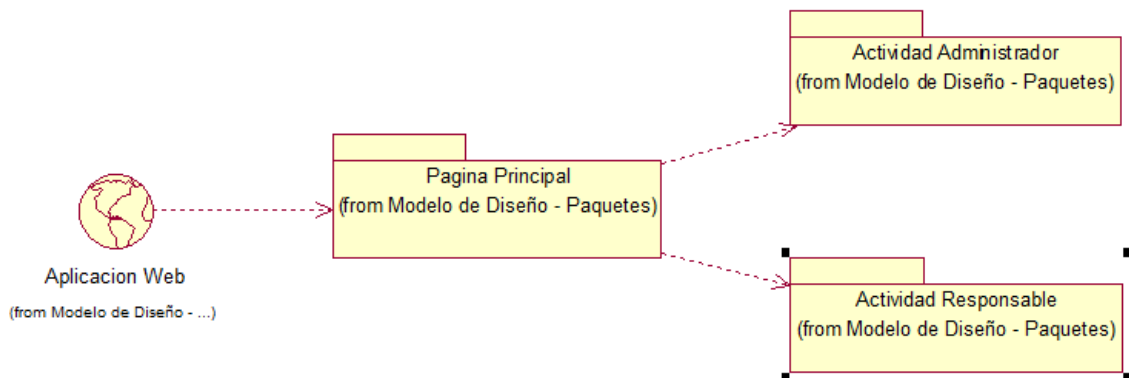 Actividad Administrador
(from Modelo de Diseño - Paquetes)
Pagina Principal
(from Modelo de Diseño - Paquetes)
Aplicacion Web
(from Modelo de Diseño - ...)
Actividad Responsable
(from Modelo de Diseño - Paquetes)